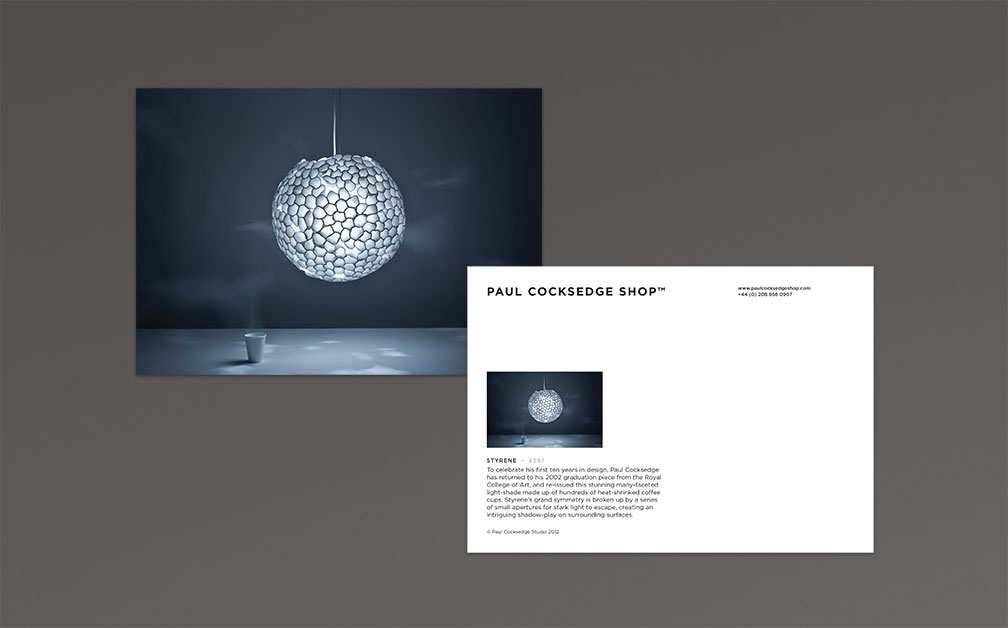 PAUL COCKSEDGE SHOP™
www.paulcocksedgeshop.com
+44 (0) 208 958 0907
STYRENE – £597
To celebrate his first ten years in design, Paul Cocksedge
has returned to his 2002 graduation piece from the Royal
College of Art, and re-issued this stunning many-faceted
light-shade made up of hundreds of heat-shrinked coffee
cups. Styrene's grand symmetry is broken up by a series
of small apertures for stark light to escape, creating an
intriguing shadow-play on surrounding surfaces.
© Paul Cocksedge Studio 2012